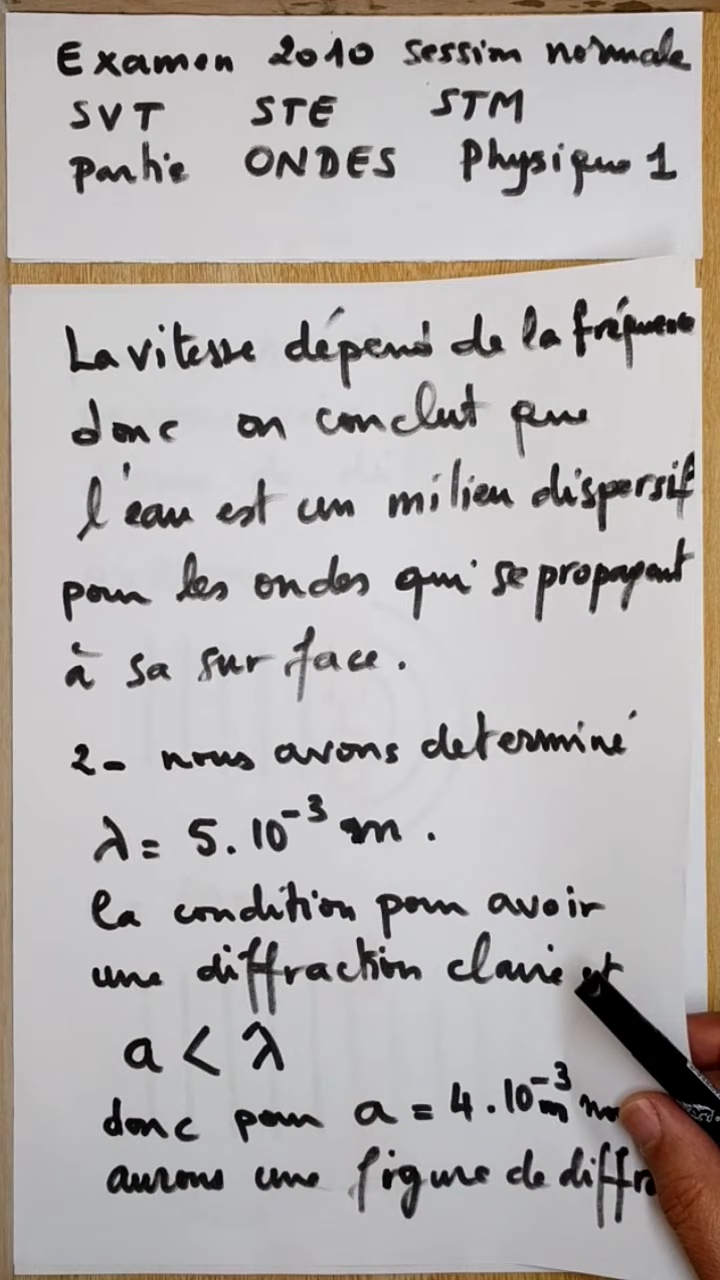 Examen 2010 session normale
SVT STE STM
Partie ONDES Physique 1
La vitesse dépend de la fréquence
donc on conclut que
l'eau est un milieu dispersif
pour les ondes qui se propagent
à sa surface.
2- nous avons determiné
λ = 5.10⁻³ m.
la condition pour avoir
une diffraction claire et
a < λ
donc pour a = 4.10⁻³ m
aurons une figure de diffra